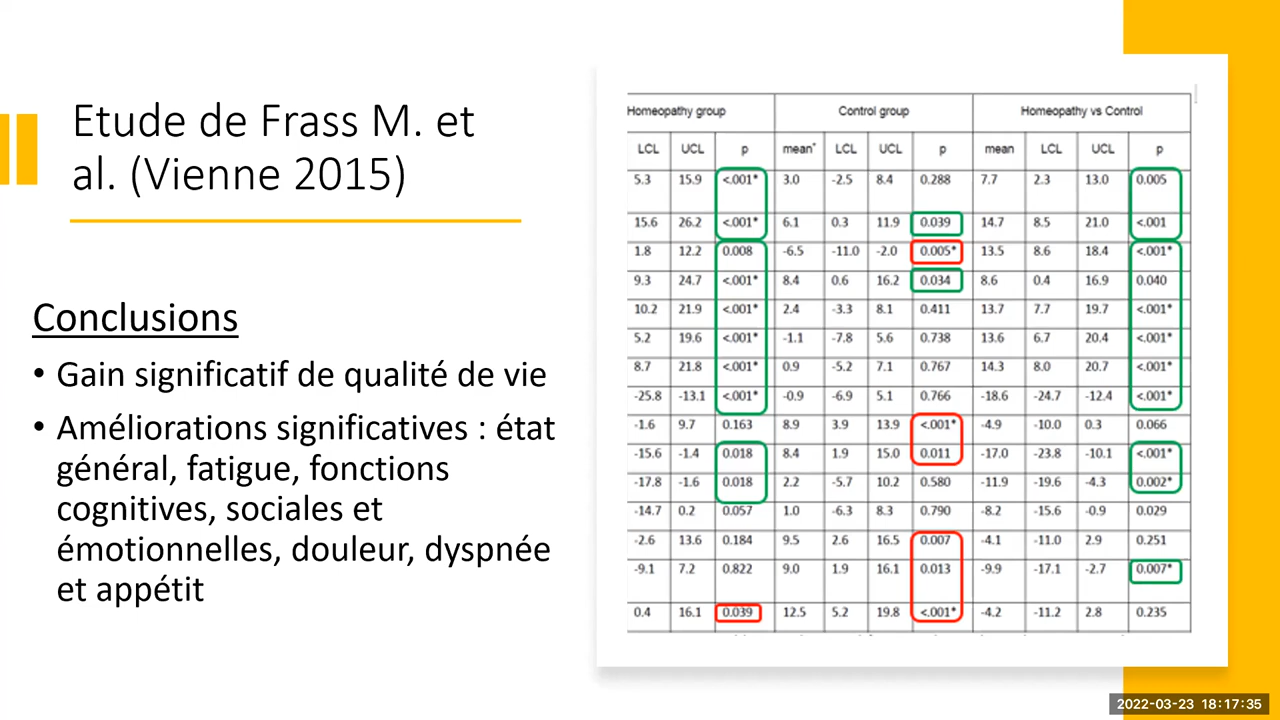 Etude de Frass M. et
al. (Vienne 2015)
Conclusions
• Gain significatif de qualité de vie
• Améliorations significatives : état
général, fatigue, fonctions
cognitives, sociales et
émotionnelles, douleur, dyspnée
et appétit
Homeopathy group Control group Homeopathy vs Control
LCL UCL p mean* LCL UCL p mean LCL UCL p
5.3 15.9 <.001* 3.0 -2.5 8.4 0.288 7.7 2.3 13.0 0.005
15.6 26.2 <.001* 6.1 0.3 11.9 0.039 14.7 8.5 21.0 <.001
1.8 12.2 0.008 -6.5 -11.0 -2.0 0.005* 13.5 8.6 18.4 <.001*
9.3 24.7 <.001* 8.4 0.6 16.2 0.034 8.6 0.4 16.9 0.040
10.2 21.9 <.001* 2.4 -3.3 8.1 0.411 13.7 7.7 19.7 <.001*
5.2 19.6 <.001* -1.1 -7.8 5.6 0.738 13.6 6.7 20.4 <.001*
8.7 21.8 <.001* 0.9 -5.2 7.1 0.767 14.3 8.0 20.7 <.001*
-25.8 -13.1 <.001* -0.9 -6.9 5.1 0.766 -18.6 -24.7 -12.4 <.001*
-1.6 9.7 0.163 8.9 3.9 13.9 <.001* -4.9 -10.0 0.3 0.066
-15.6 -1.4 0.018 8.4 1.9 15.0 0.011 -17.0 -23.8 -10.1 <.001*
-17.8 -1.6 0.018 2.2 -5.7 10.2 0.580 -11.9 -19.6 -4.3 0.002*
-14.7 0.2 0.057 1.0 -6.3 8.3 0.790 -8.2 -15.6 -0.9 0.029
-2.6 13.6 0.184 9.5 2.6 16.5 0.007 -4.1 -11.0 2.9 0.251
-9.1 7.2 0.822 9.0 1.9 16.1 0.013 -9.9 -17.1 -2.7 0.007*
0.4 16.1 0.039 12.5 5.2 19.8 <.001* -4.2 -11.2 2.8 0.235
2022-03-23 18:17:35